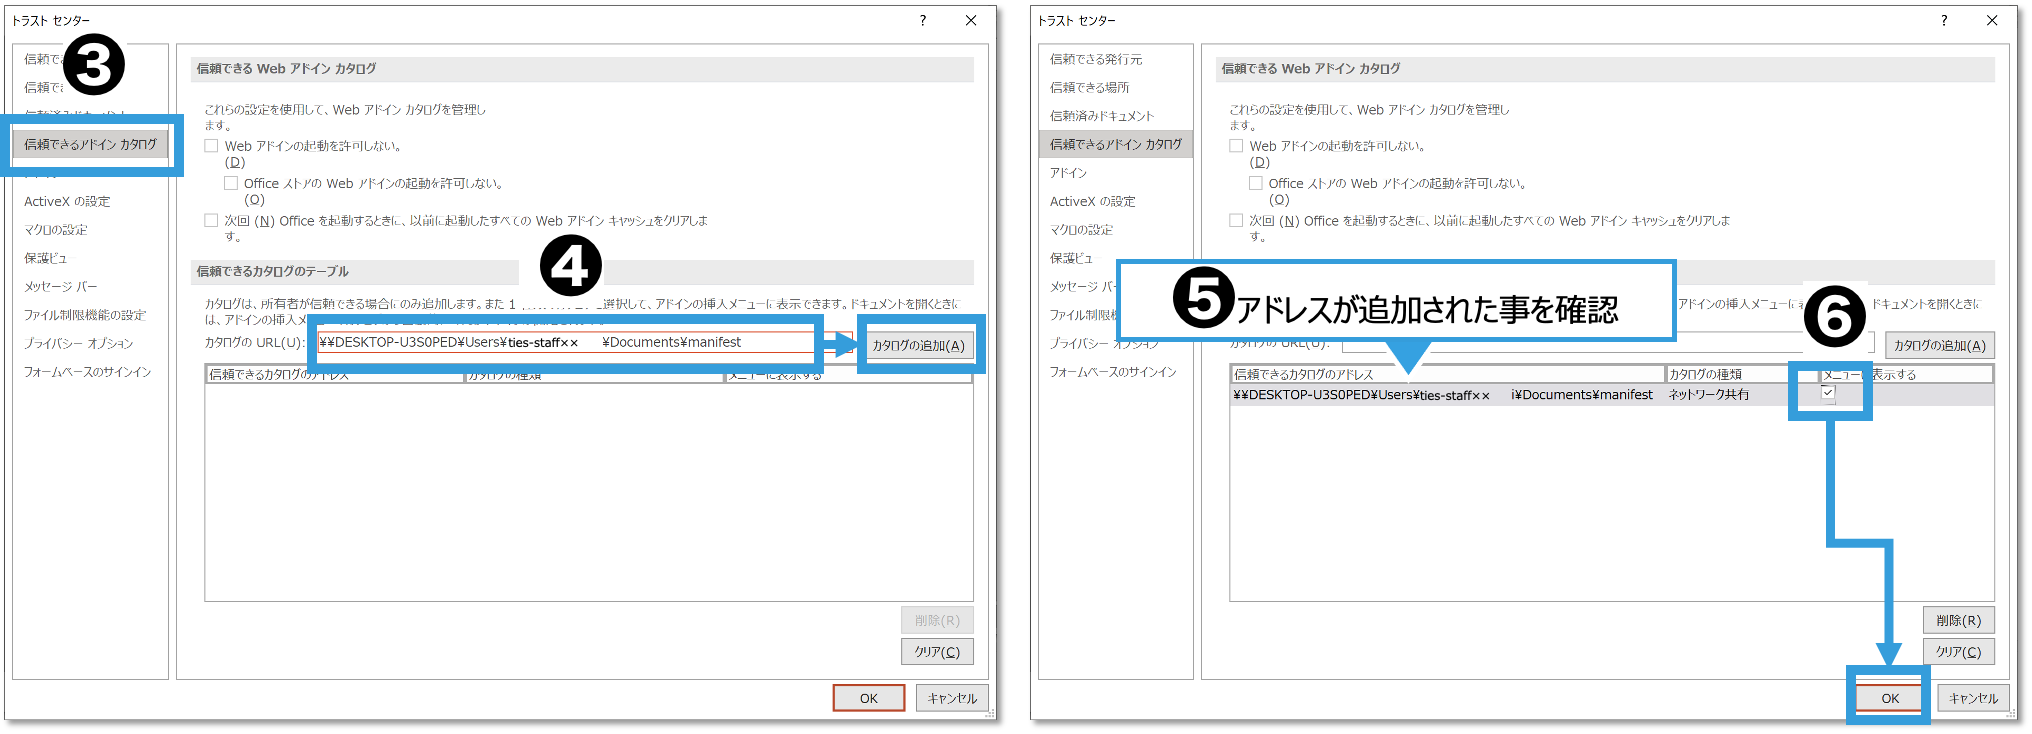 トラスト センター
?
×
❸
信頼で
信頼で
信頼できるアドイン カタログ
ActiveX の設定
マクロの設定
保護ビュー
メッセージ バー
ファイル制限機能の設定
プライバシー オプション
フォームベースのサインイン
信頼できる Web アドイン カタログ
これらの設定を使用して、Web アドイン カタログを管理し
ます。
Web アドインの起動を許可しない。
(D)
Office ストアの Web アドインの起動を許可しない。
(O)
次回 (N) Office を起動するときに、以前に起動したすべての Web アドイン キャッシュをクリアしま
す。
信頼できるカタログのテーブル
❹
カタログは、所有者が信頼できる場合にのみ追加します。また 1 選択して、アドインの挿入メニューに表示できます。ドキュメントを開くときに
は、アドインの挿入メ
カタログの URL(U):
¥¥DESKTOP-U3S0PED¥Users¥ties-staff×× ¥Documents¥manifest
カタログの追加(A)
信頼できるカタログのアドレス
カタログの種類
メニューに表示する
削除(R)
クリア(C)
OK
キャンセル
トラスト センター
?
×
信頼できる発行元
信頼できる場所
信頼済みドキュメント
信頼できるアドイン カタログ
アドイン
ActiveX の設定
マクロの設定
保護ビュー
メッセージ バ
ファイル制限機
プライバシー オプション
フォームベースのサインイン
信頼できる Web アドイン カタログ
これらの設定を使用して、Web アドイン カタログを管理し
ます。
Web アドインの起動を許可しない。
(D)
Office ストアの Web アドインの起動を許可しない。
(O)
次回 (N) Office を起動するときに、以前に起動したすべての Web アドイン キャッシュをクリアしま
す。
❺アドレスが追加された事を確認
アドインの挿入メニューに ドキュメントを開くときに
❻
カタログの URL(U):
カタログの追加(A)
信頼できるカタログのアドレス
カタログの種類
メニューに表示する
¥¥DESKTOP-U3S0PED¥Users¥ties-staff×× i¥Documents¥manifest
ネットワーク共有
削除(R)
クリア(C)
OK
キャンセル